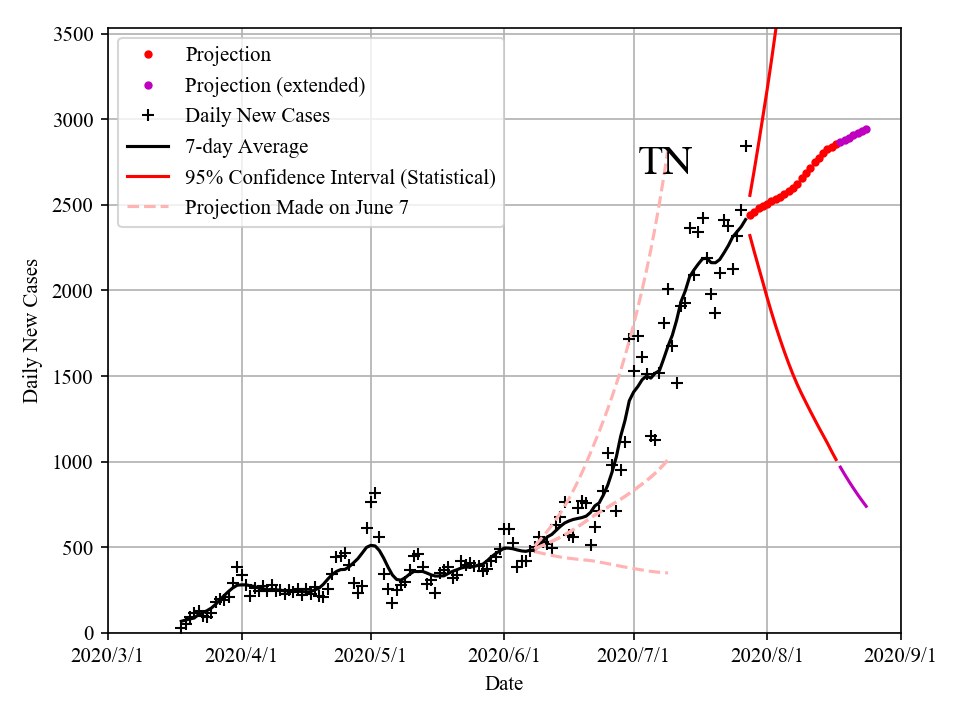 3500
3000
2500
2000
1500
1000
500
0
Daily New Cases
Projection
Projection (extended)
Daily New Cases
7-day Average
95% Confidence Interval (Statistical)
Projection Made on June 7
TN
2020/3/1 2020/4/1 2020/5/1 2020/6/1 2020/7/1 2020/8/1 2020/9/1
Date